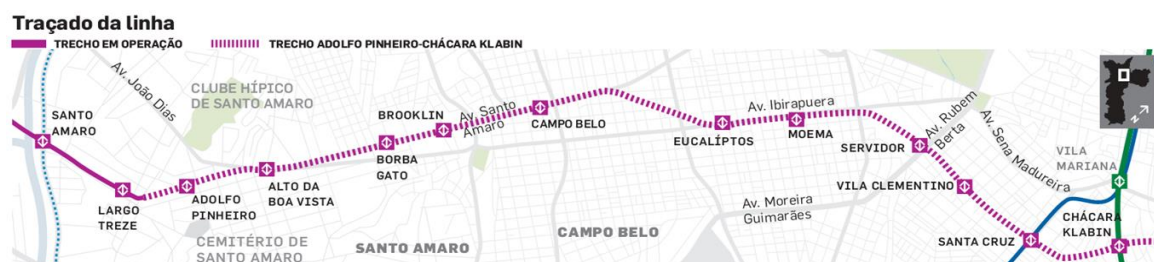 Traçado da linha
TRECHO EM OPERAÇÃO
TRECHO ADOLFO PINHEIRO-CHÁCARA KLABIN
Av. João Dias
CLUBE HÍPICO
DE SANTO AMARO
SANTO
AMARO
LARGO
TREZE
ADOLFO
PINHEIRO
CEMITÉRIO DE
SANTO AMARO
ALTO DA
BOA VISTA
BROOKLIN
BORBA
GATO
Av. Santo
Amaro
SANTO AMARO
CAMPO BELO
CAMPO BELO
EUCALÍPTOS
Av. Ibirapuera
MOEMA
Av. Moreira
Guimarães
SERVIDOR
Av. Rubem
Berta
VILA CLEMENTINO
Av. Sena Madureira
SANTA CRUZ
VILA
MARIANA
CHÁCARA
KLABIN
N